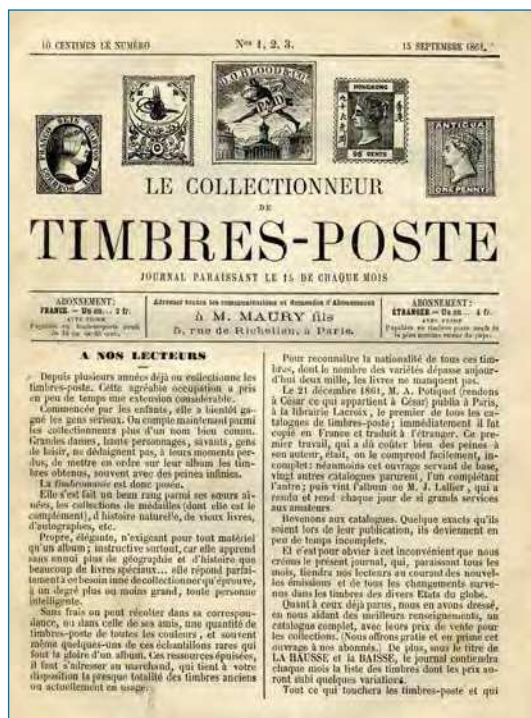 10 CENTIMES LE NUMÉRO
Nos 1, 2, 3.
15 SEPTEMBRE 1864.
FRANCO SEIS CUARTOS
D.O. BLOOD & CO.
PAID
HONGKONG
96 CENTS
ANTIGUA
ONE PENNY
LE COLLECTIONNEUR
DE
TIMBRES-POSTE
JOURNAL PARAISSANT LE 15 DE CHAQUE MOIS
ABONNEMENT:
FRANCE. — Un an... 2 fr.
Adresser toutes les communications et demandes d'Abonnement
à M. MAURY fils
5, rue de Richelieu, à Paris.
ABONNEMENT:
ÉTRANGER. — Un an... 4 fr.
A NOS LECTEURS
Depuis plusieurs années déjà on collectionne les
timbres-poste. Cette agréable occupation a pris
en peu de temps une extension considérable.
Commencée par les enfants, elle a bientôt ga-
gné les gens sérieux. On compte maintenant parmi
les collectionneurs plus d'un nom bien connu.
Grandes dames, hauts personnages, savants, gens
de loisir, ne dédaignent pas, à leurs moments per-
dus, de mettre en ordre sur leur album les tim-
bres obtenus, souvent avec des peines infinies.
La timbromanie est donc posée.
Elle s'est fait un beau rang parmi ses sœurs aî-
nées, les collections de médailles (dont elle est le
complément), d'histoire naturelle, de vieux livres,
d'autographes, etc.
Propre, élégante, n'exigeant pour tout matériel
qu'un album; instructive surtout, car elle apprend
sans ennui plus de géographie et d'histoire que
beaucoup de livres spéciaux... elle répond parfai-
tement à ce besoin inné de collectionner qu'éprouve,
à un degré plus ou moins grand, toute personne
intelligente.
Sans frais on peut récolter dans sa correspon-
dance, ou dans celle de ses amis, une quantité de
timbres-poste de toutes les couleurs, et souvent
même quelques-uns de ces échantillons rares qui
font la gloire d'un album. Ces ressources épuisées,
il faut s'adresser au marchand, qui tient à votre
disposition la presque totalité des timbres anciens
ou actuellement en usage.
Pour reconnaître la nationalité de tous ces tim-
bres, dont le nombre des variétés dépasse aujour-
d'hui deux mille, les livres ne manquent pas.
Le 21 décembre 1861, M. A. Potiquet (rendons
à César ce qui appartient à César) publia à Paris,
à la librairie Lacroix, le premier de tous les ca-
talogues de timbres-poste; immédiatement il fut
copié en France et traduit à l'étranger. Ce pre-
mier travail, qui a dû coûter bien des peines à
son auteur, était, on le comprend facilement, in-
complet; néanmoins cet ouvrage servant de base,
vingt autres catalogues parurent, l'un complétant
l'autre; puis vint l'album de M. J. Lallier, qui a
rendu et rend chaque jour de si grands services
aux amateurs.
Revenons aux catalogues. Quelque exacts qu'ils
soient lors de leur publication, ils deviennent en
peu de temps incomplets.
Et c'est pour obvier à cet inconvénient que nous
créons le présent journal, qui, paraissant tous les
mois, tiendra nos lecteurs au courant des nouvel-
les émissions et de tous les changements surve-
nus dans les timbres des divers États du globe.
Quant à ceux déjà parus, nous en avons dressé,
en nous aidant des meilleurs renseignements, un
catalogue complet, avec leurs prix de vente pour
les collections. (Nous offrons gratis et en prime cet
ouvrage à nos abonnés.) De plus, sous le titre de
LA HAUSSE et la BAISSE, le journal contiendra
chaque mois la liste des timbres dont les prix au-
ront subi quelques variations.
Tout ce qui touchera les timbres-poste et qui